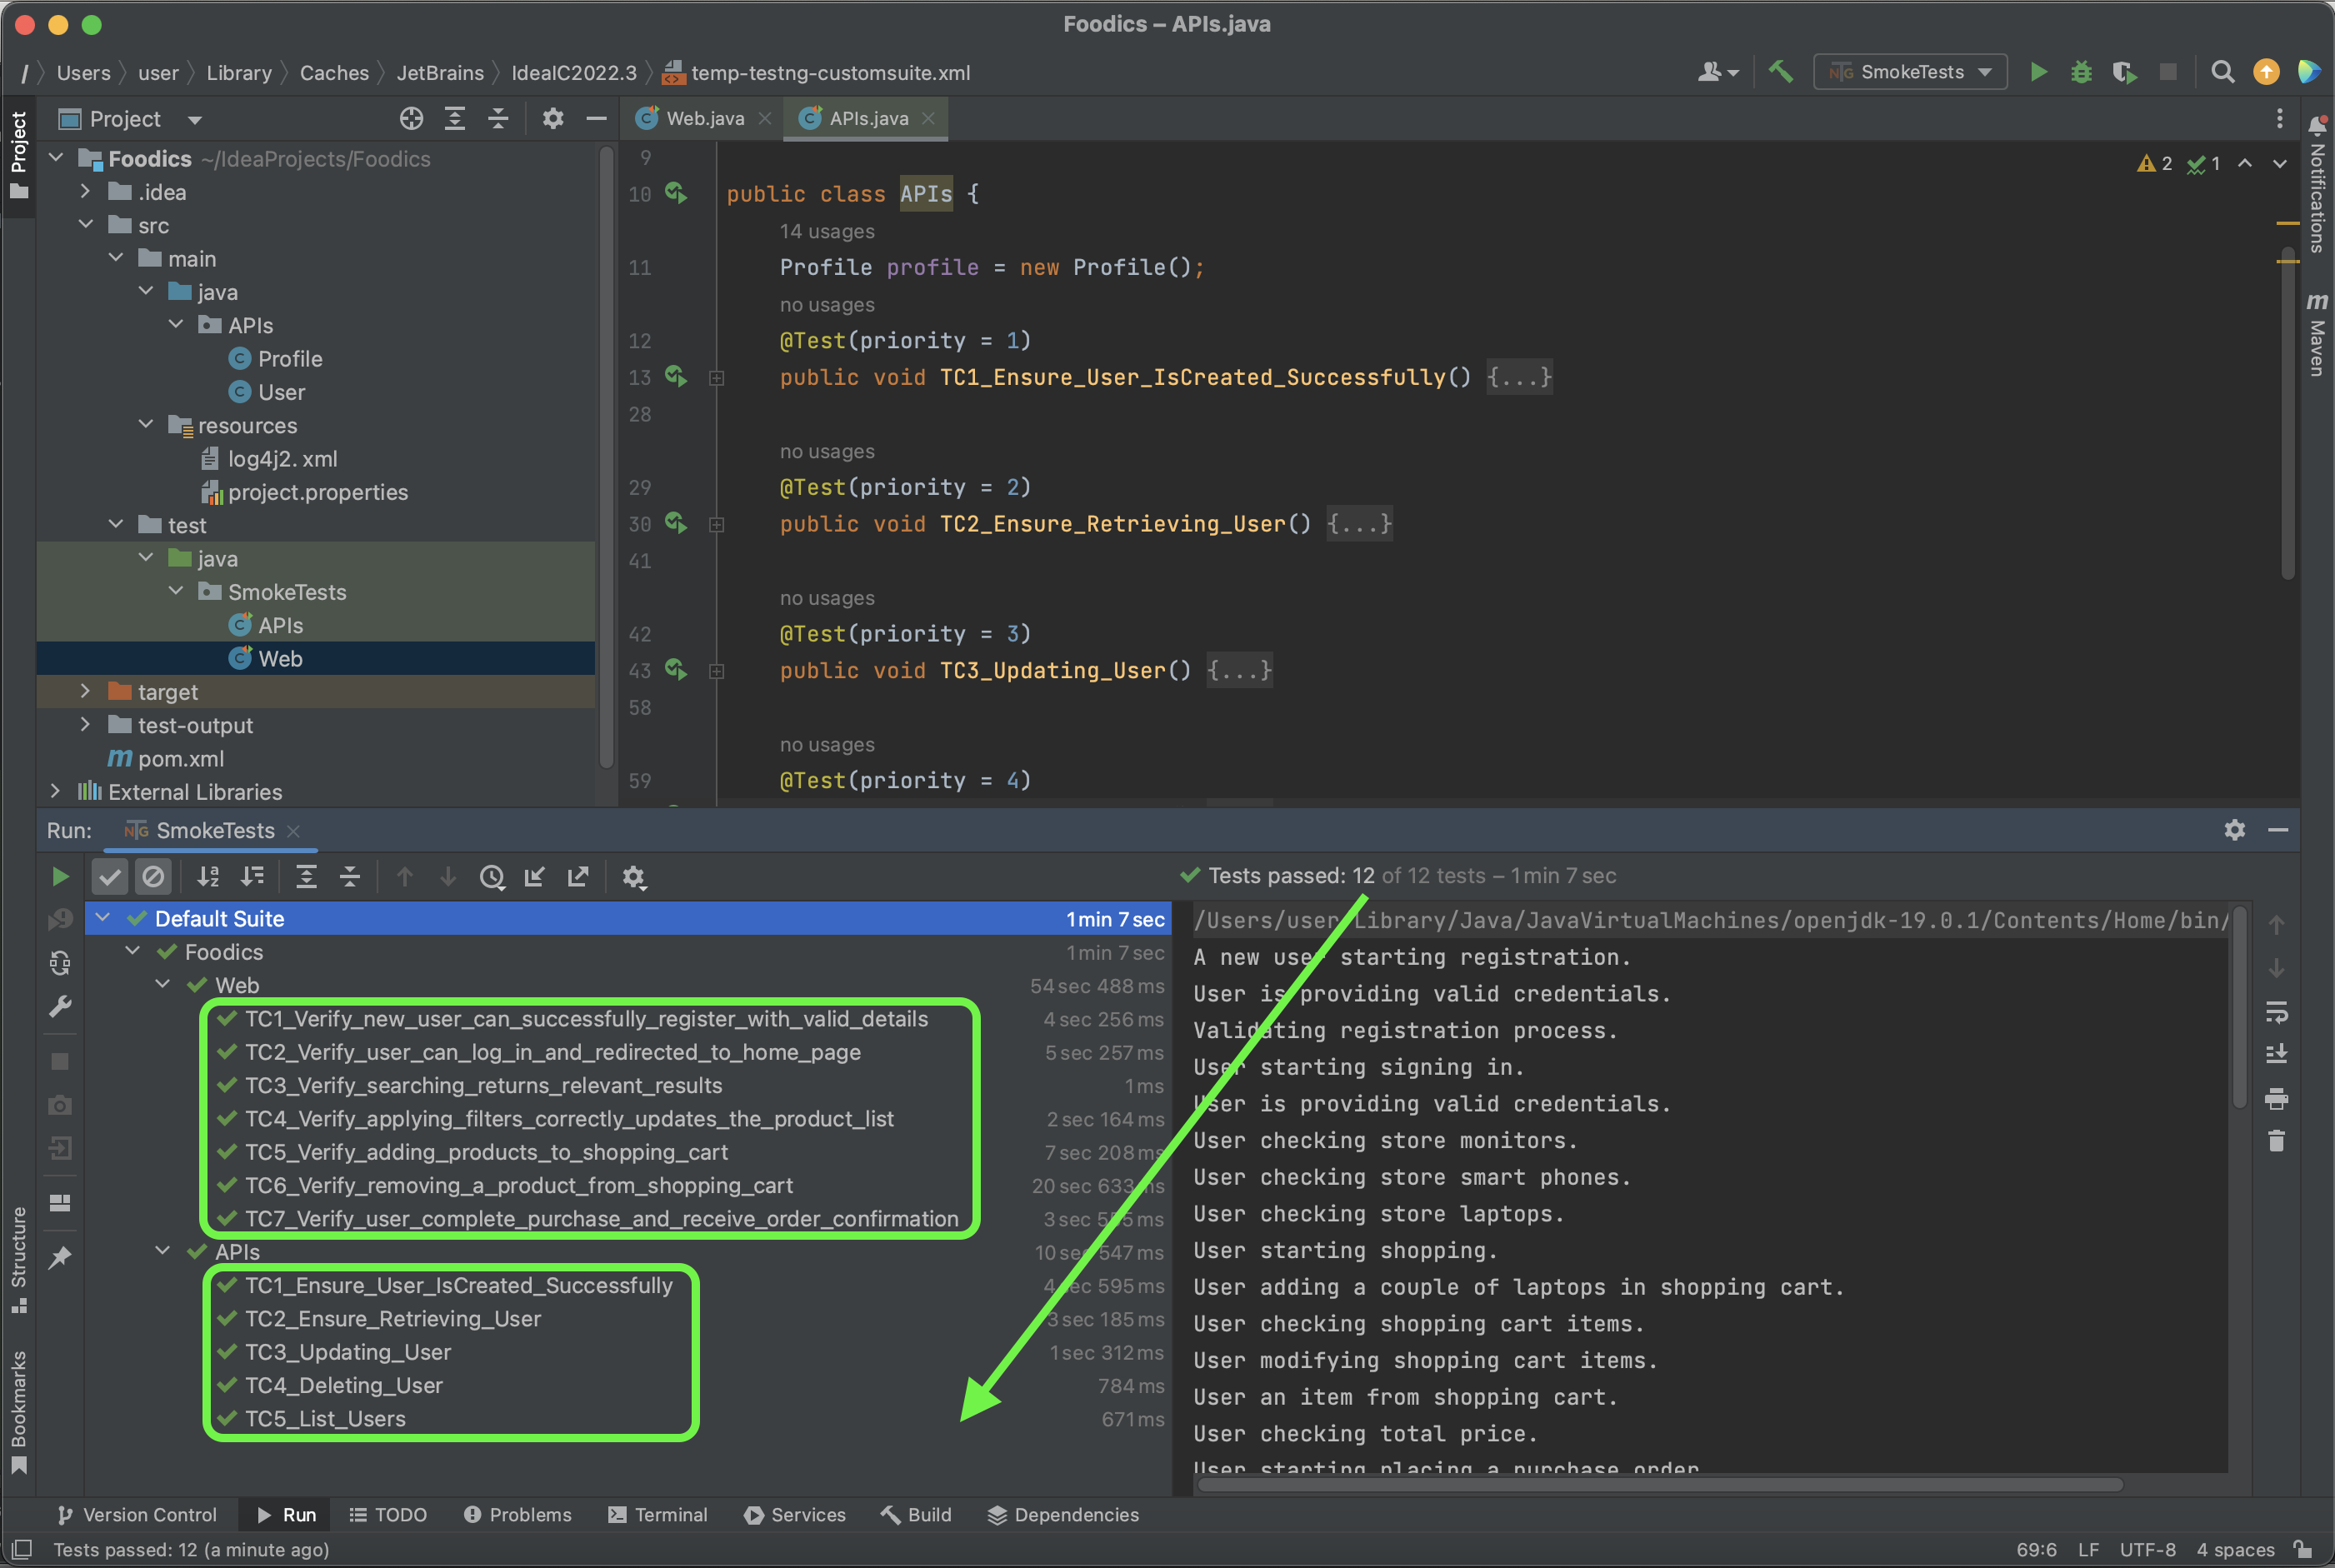 Foodics – APIs.java
/ Users user Library Caches JetBrains IdeaIC2022.3 temp-testng-customsuite.xml
SmokeTests
Project
Web.java
APIs.java
Project
Foodics ~/IdeaProjects/Foodics
.idea
src
main
java
APIs
Profile
User
resources
log4j2. xml
project.properties
test
java
SmokeTests
APIs
Web
target
test-output
pom.xml
External Libraries
2 1
9
10 public class APIs {
14 usages
11 Profile profile = new Profile();
no usages
12 @Test(priority = 1)
13 public void TC1_Ensure_User_IsCreated_Successfully() {...}
28
no usages
29 @Test(priority = 2)
30 public void TC2_Ensure_Retrieving_User() {...}
41
no usages
42 @Test(priority = 3)
43 public void TC3_Updating_User() {...}
58
no usages
59 @Test(priority = 4)
Notifications
Maven
Run: SmokeTests
Tests passed: 12 of 12 tests – 1 min 7 sec
Default Suite 1 min 7 sec
Foodics 1 min 7 sec
Web 54 sec 488 ms
TC1_Verify_new_user_can_successfully_register_with_valid_details 4 sec 256 ms
TC2_Verify_user_can_log_in_and_redirected_to_home_page 5 sec 257 ms
TC3_Verify_searching_returns_relevant_results 1 ms
TC4_Verify_applying_filters_correctly_updates_the_product_list 2 sec 164 ms
TC5_Verify_adding_products_to_shopping_cart 7 sec 208 ms
TC6_Verify_removing_a_product_from_shopping_cart 20 sec 633 ms
TC7_Verify_user_complete_purchase_and_receive_order_confirmation 3 sec ms
APIs 10 sec 547 ms
TC1_Ensure_User_IsCreated_Successfully 4 sec 595 ms
TC2_Ensure_Retrieving_User 3 sec 185 ms
TC3_Updating_User 1 sec 312 ms
TC4_Deleting_User 784 ms
TC5_List_Users 671 ms
/Users/user/Library/Java/JavaVirtualMachines/openjdk-19.0.1/Contents/Home/bin/
A new user starting registration.
User is providing valid credentials.
Validating registration process.
User starting signing in.
User is providing valid credentials.
User checking store monitors.
User checking store smart phones.
User checking store laptops.
User starting shopping.
User adding a couple of laptops in shopping cart.
User checking shopping cart items.
User modifying shopping cart items.
User an item from shopping cart.
User checking total price.
User starting placing a purchase order
Structure
Bookmarks
Version Control Run TODO Problems Terminal Services Build Dependencies
Tests passed: 12 (a minute ago)
69:6 LF UTF-8 4 spaces